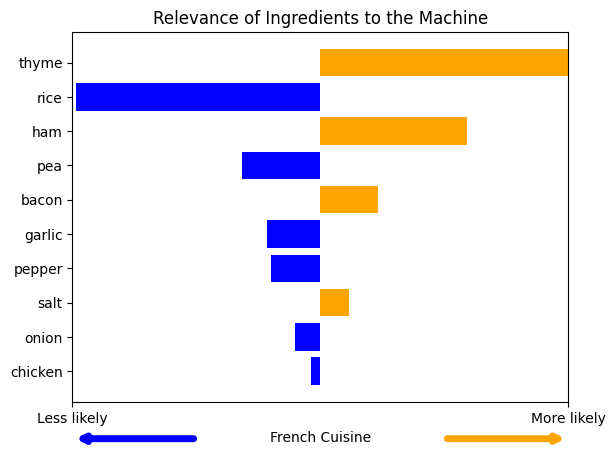 Relevance of Ingredients to the Machine
thyme
rice
ham
pea
bacon
garlic
pepper
salt
onion
chicken
Less likely
More likely
French Cuisine